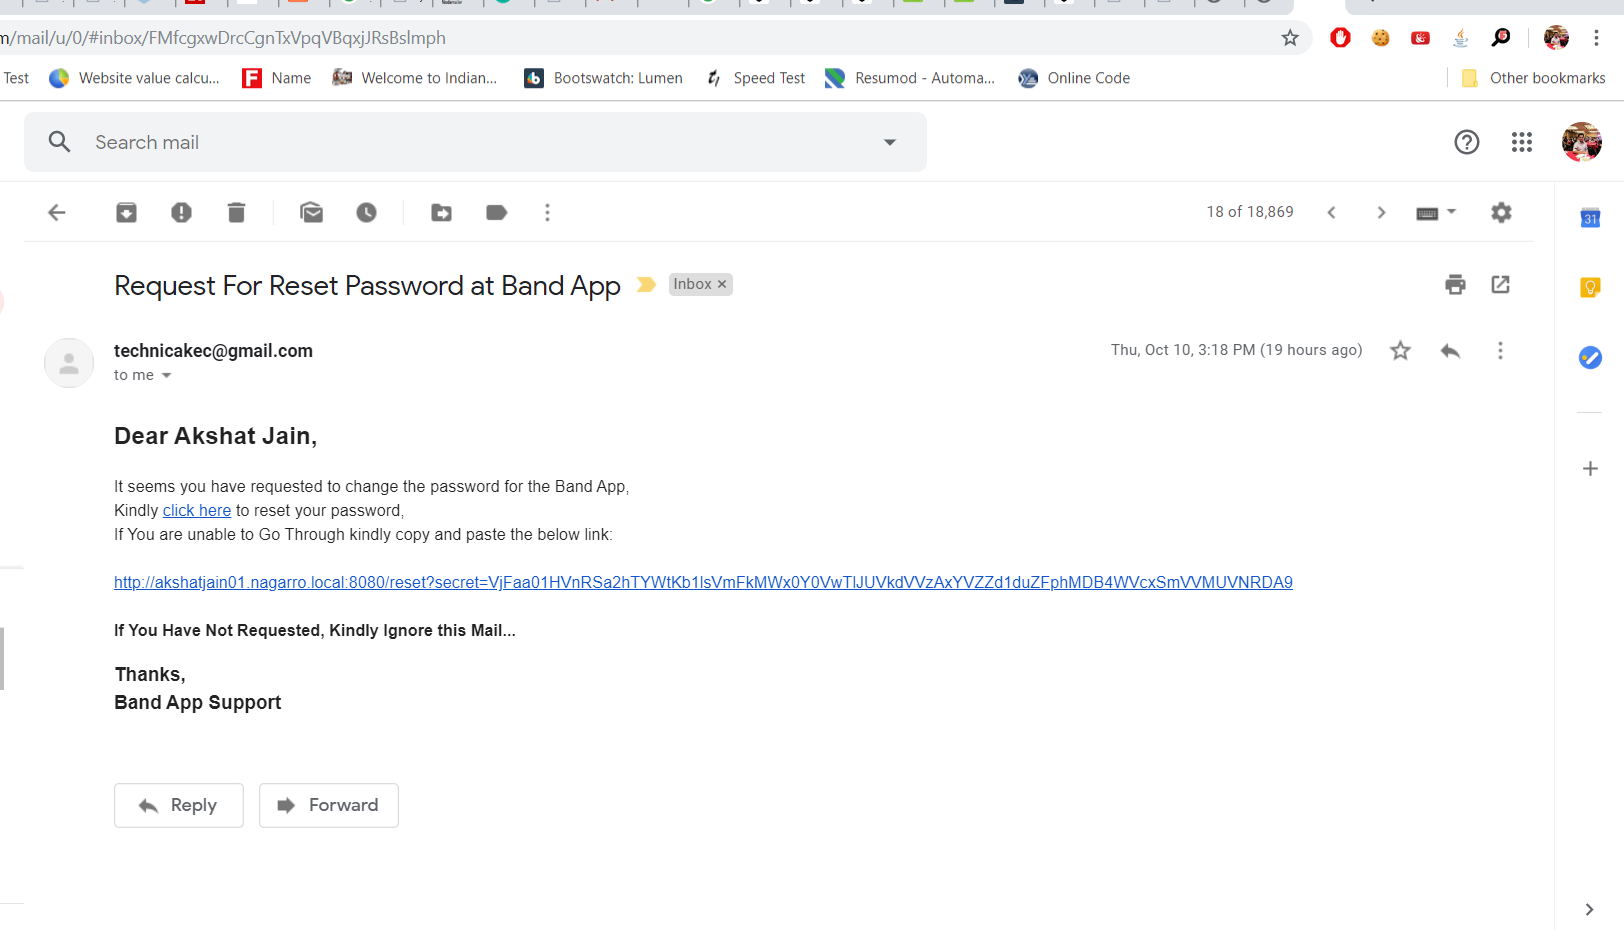 m/mail/u/0/#inbox/FMfcgxwDrcCgnTxVpqVBqxjJRsBslmph
Test Website value calcu... Name Welcome to Indian... Bootswatch: Lumen Speed Test Resumod - Automa... Online Code Other bookmarks
Search mail
18 of 18,869
31
Request For Reset Password at Band App Inbox ×
technicakec@gmail.com Thu, Oct 10, 3:18 PM (19 hours ago)
to me
Dear Akshat Jain,
It seems you have requested to change the password for the Band App,
Kindly click here to reset your password,
If You are unable to Go Through kindly copy and paste the below link:
http://akshatjain01.nagarro.local:8080/reset?secret=VjFaa01HVnRSa2hTYWtKb1lsVmFkMWx0Y0VwTlJUVkdVVzAxYVZZd1duZFphMDB4WVcxSmVVMUVNRDA9
If You Have Not Requested, Kindly Ignore this Mail...
Thanks,
Band App Support
Reply Forward